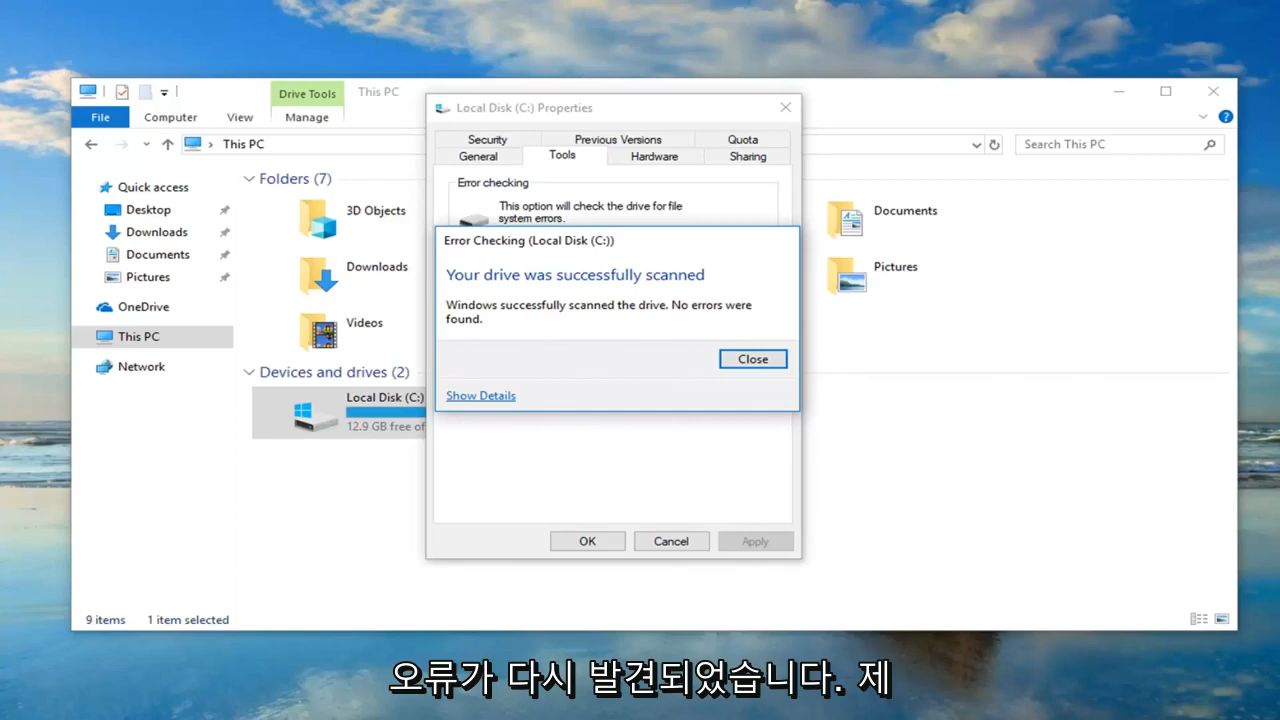 Drive Tools
This PC
File
Computer
View
Manage
This PC
Search This PC
Quick access
Desktop
Downloads
Documents
Pictures
OneDrive
This PC
Network
Folders (7)
3D Objects
Downloads
Videos
Documents
Pictures
Devices and drives (2)
Local Disk (C:)
12.9 GB free of
9 items
1 item selected
Local Disk (C:) Properties
Security
Previous Versions
Quota
General
Tools
Hardware
Sharing
Error checking
This option will check the drive for file
system errors.
Error Checking (Local Disk (C:))
Your drive was successfully scanned
Windows successfully scanned the drive. No errors were
found.
Close
Show Details
OK
Cancel
Apply
오류가 다시 발견되었습니다. 제